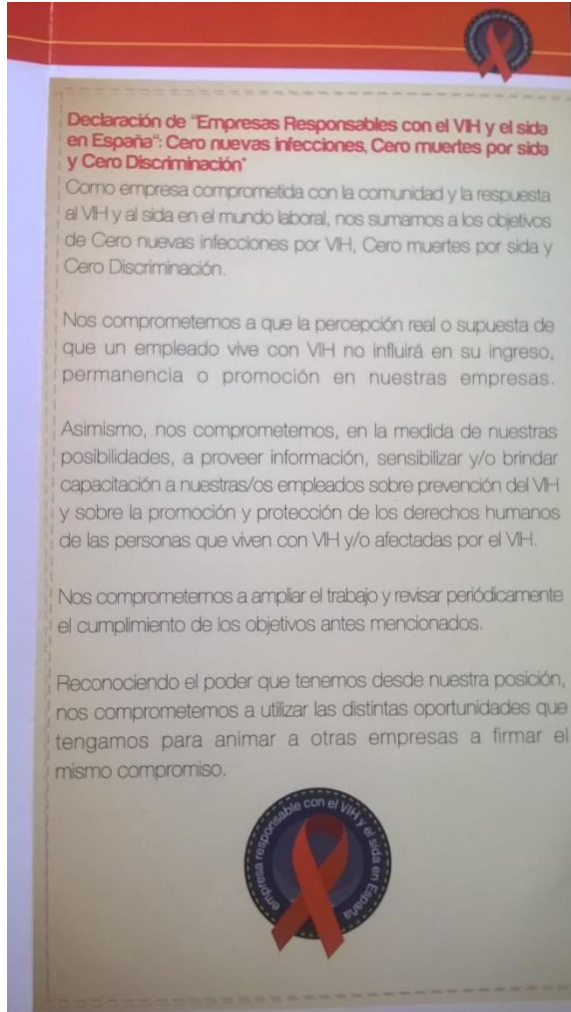 Declaración de "Empresas Responsables con el VIH y el sida
en España": Cero nuevas infecciones, Cero muertes por sida
y Cero Discriminación*
Como empresa comprometida con la comunidad y la respuesta
al VIH y al sida en el mundo laboral, nos sumamos a los objetivos
de Cero nuevas infecciones por VIH, Cero muertes por sida y
Cero Discriminación.
Nos comprometemos a que la percepción real o supuesta de
que un empleado vive con VIH no influirá en su ingreso,
permanencia o promoción en nuestras empresas.
Asimismo, nos comprometemos, en la medida de nuestras
posibilidades, a proveer información, sensibilizar y/o brindar
capacitación a nuestras/os empleados sobre prevención del VIH
y sobre la promoción y protección de los derechos humanos
de las personas que viven con VIH y/o afectadas por el VIH.
Nos comprometemos a ampliar el trabajo y revisar periódicamente
el cumplimiento de los objetivos antes mencionados.
Reconociendo el poder que tenemos desde nuestra posición,
nos comprometemos a utilizar las distintas oportunidades que
tengamos para animar a otras empresas a firmar el
mismo compromiso.
empresa responsable con el VIH y el sida en España